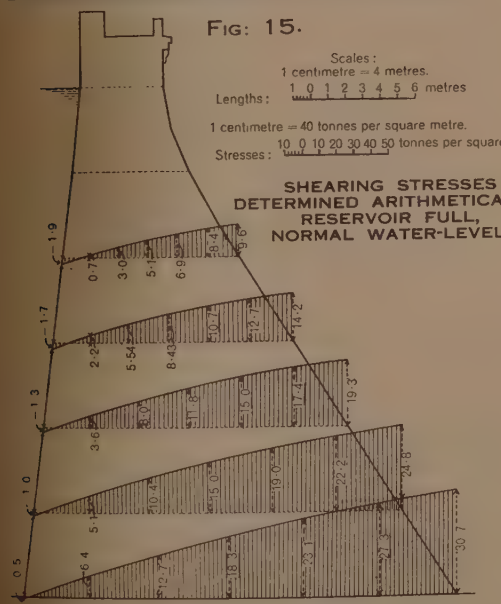 FIG: 15.
Scales:
1 centimetre = 4 metres.
Lengths: 1 0 1 2 3 4 5 6 metres
1 centimetre = 40 tonnes per square metre.
Stresses: 10 0 10 20 30 40 50 tonnes per square
SHEARING STRESSES
DETERMINED ARITHMETICA
RESERVOIR FULL,
NORMAL WATER-LEVEL
-1.9 0.7 3.0 5.1 6.9 8.4 9.6
-1.7 2.2 5.54 8.43 10.7 12.7 14.2
-1.3 3.6 8.0 11.8 15.0 17.4 19.3
-1.0 5.1 10.4 15.0 19.0 22.2 24.8
0.5 6.4 12.7 18.3 23.1 27.3 30.7